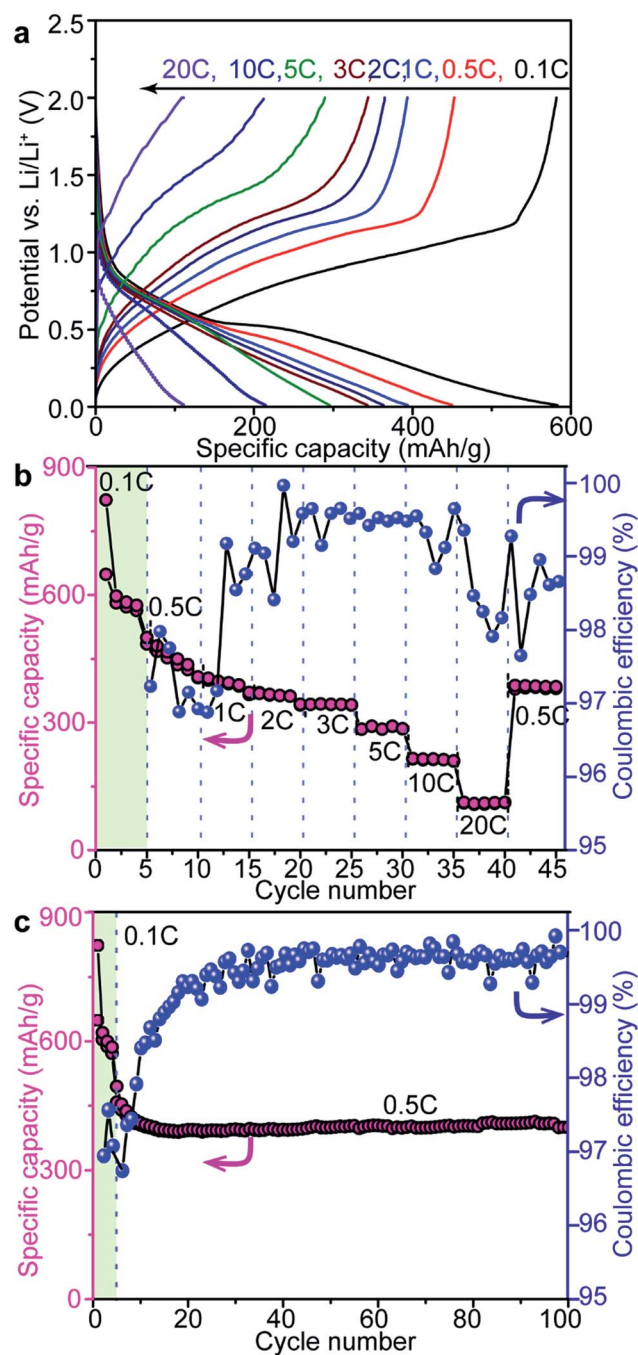 a
20C, 10C, 5C, 3C, 2C, 1C, 0.5C, 0.1C
2.0
1.5
1.0
0.5
0.0
Potential vs. Li/Li⁺ (V)
0 200 400 600
Specific capacity (mAh/g)
b
900
600
300
0
Specific capacity (mAh/g)
0.1C
0.5C
1C
2C
3C
5C
10C
20C
0.5C
100
99
98
97
96
95
Coulombic efficiency (%)
0 5 10 15 20 25 30 35 40 45
Cycle number
c
900
600
300
0
Specific capacity (mAh/g)
0.1C
0.5C
100
99
98
97
96
95
Coulombic efficiency (%)
0 20 40 60 80 100
Cycle number